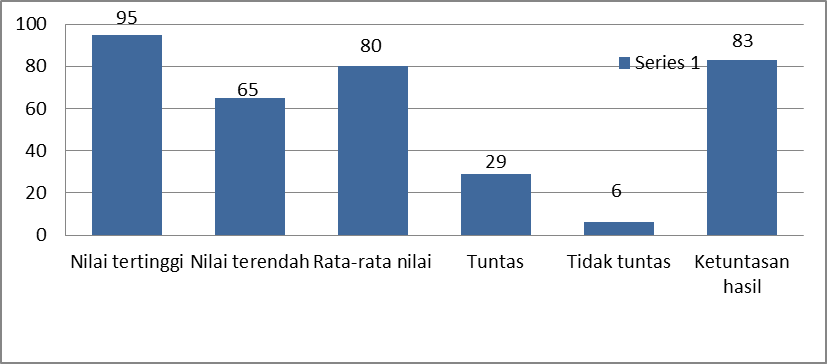 100
80
60
40
20
0
95
65
80
29
6
83
Series 1
Nilai tertinggi
Nilai terendah
Rata-rata nilai
Tuntas
Tidak tuntas
Ketuntasan
hasil